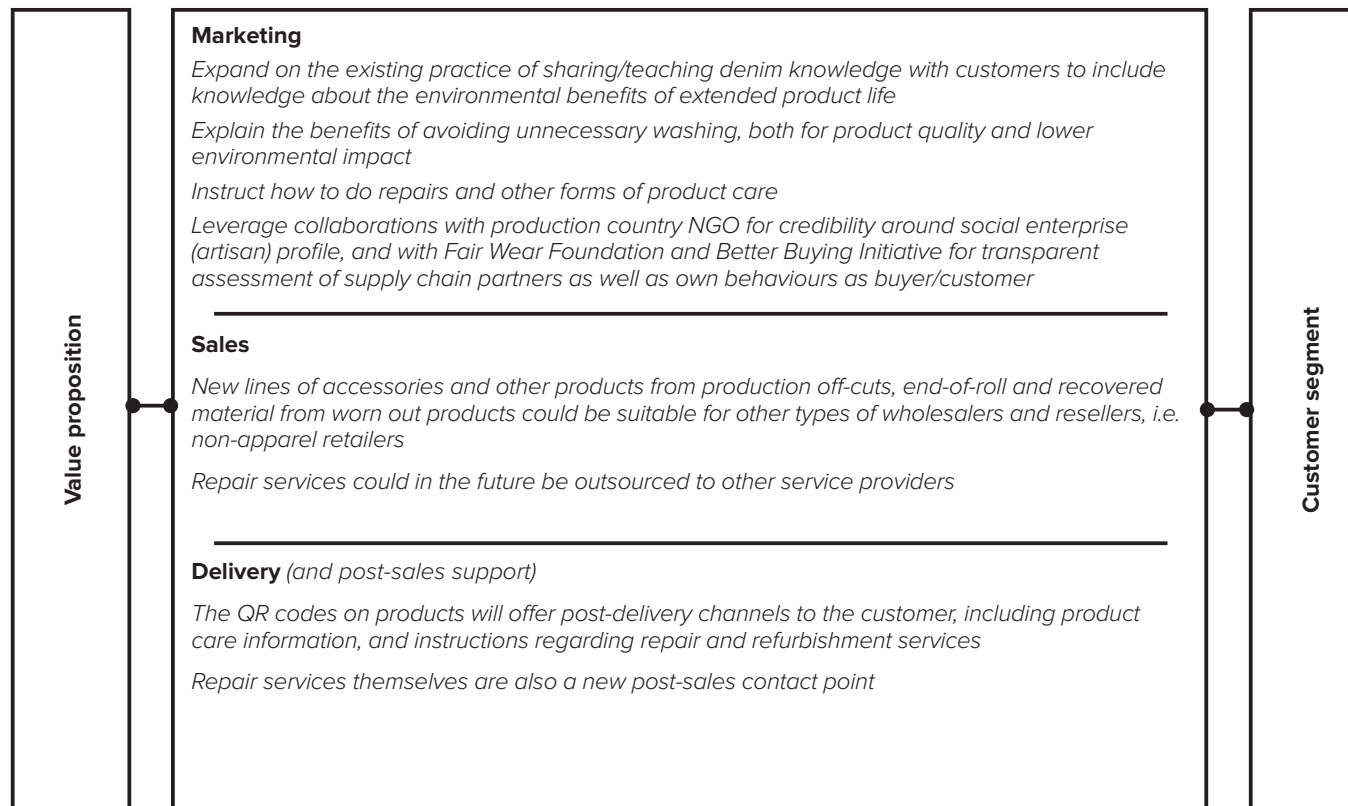 Value proposition
Marketing
Expand on the existing practice of sharing/teaching denim knowledge with customers to include
knowledge about the environmental benefits of extended product life
Explain the benefits of avoiding unnecessary washing, both for product quality and lower
environmental impact
Instruct how to do repairs and other forms of product care
Leverage collaborations with production country NGO for credibility around social enterprise
(artisan) profile, and with Fair Wear Foundation and Better Buying Initiative for transparent
assessment of supply chain partners as well as own behaviours as buyer/customer
Sales
New lines of accessories and other products from production off-cuts, end-of-roll and recovered
material from worn out products could be suitable for other types of wholesalers and resellers, i.e.
non-apparel retailers
Repair services could in the future be outsourced to other service providers
Delivery (and post-sales support)
The QR codes on products will offer post-delivery channels to the customer, including product
care information, and instructions regarding repair and refurbishment services
Repair services themselves are also a new post-sales contact point
Customer segment